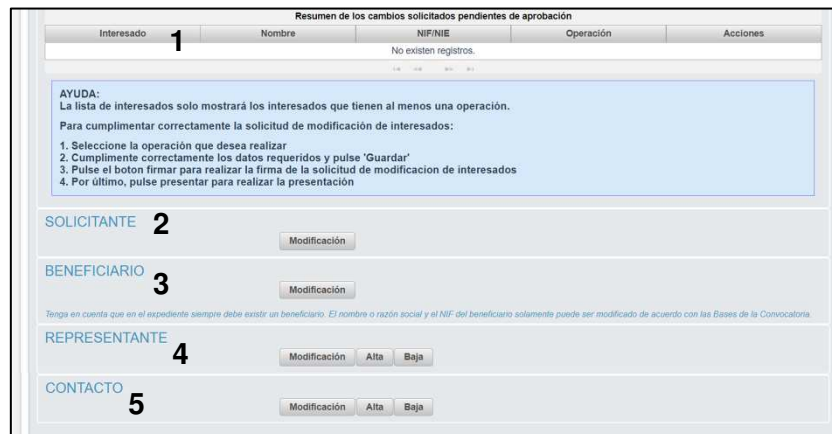 Resumen de los cambios solicitados pendientes de aprobación
Interesado 1 Nombre NIF/NIE Operación Acciones
No existen registros.
AYUDA:
La lista de interesados solo mostrará los interesados que tienen al menos una operación.
Para cumplimentar correctamente la solicitud de modificación de interesados:
1. Seleccione la operación que desea realizar
2. Cumplimente correctamente los datos requeridos y pulse 'Guardar'
3. Pulse el boton firmar para realizar la firma de la solicitud de modificacion de interesados
4. Por último, pulse presentar para realizar la presentación
SOLICITANTE 2
Modificación
BENEFICIARIO 3
Modificación
Tenga en cuenta que en el expediente siempre debe existir un beneficiario. El nombre o razón social y el NIF del beneficiario solamente puede ser modificado de acuerdo con las Bases de la Convocatoria.
REPRESENTANTE 4
Modificación Alta Baja
CONTACTO 5
Modificación Alta Baja